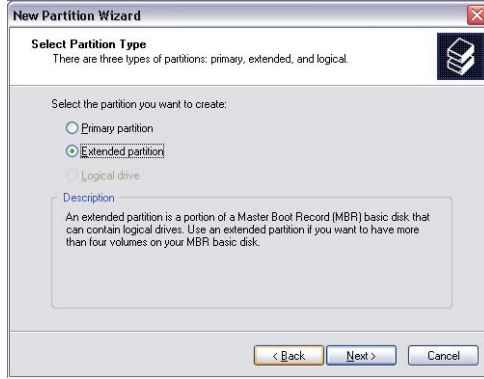 New Partition Wizard
Select Partition Type
There are three types of partitions: primary, extended, and logical.
Select the partition you want to create:
Primary partition
Extended partition
Logical drive
Description
An extended partition is a portion of a Master Boot Record (MBR) basic disk that
can contain logical drives. Use an extended partition if you want to have more
than four volumes on your MBR basic disk.
< Back Next > Cancel